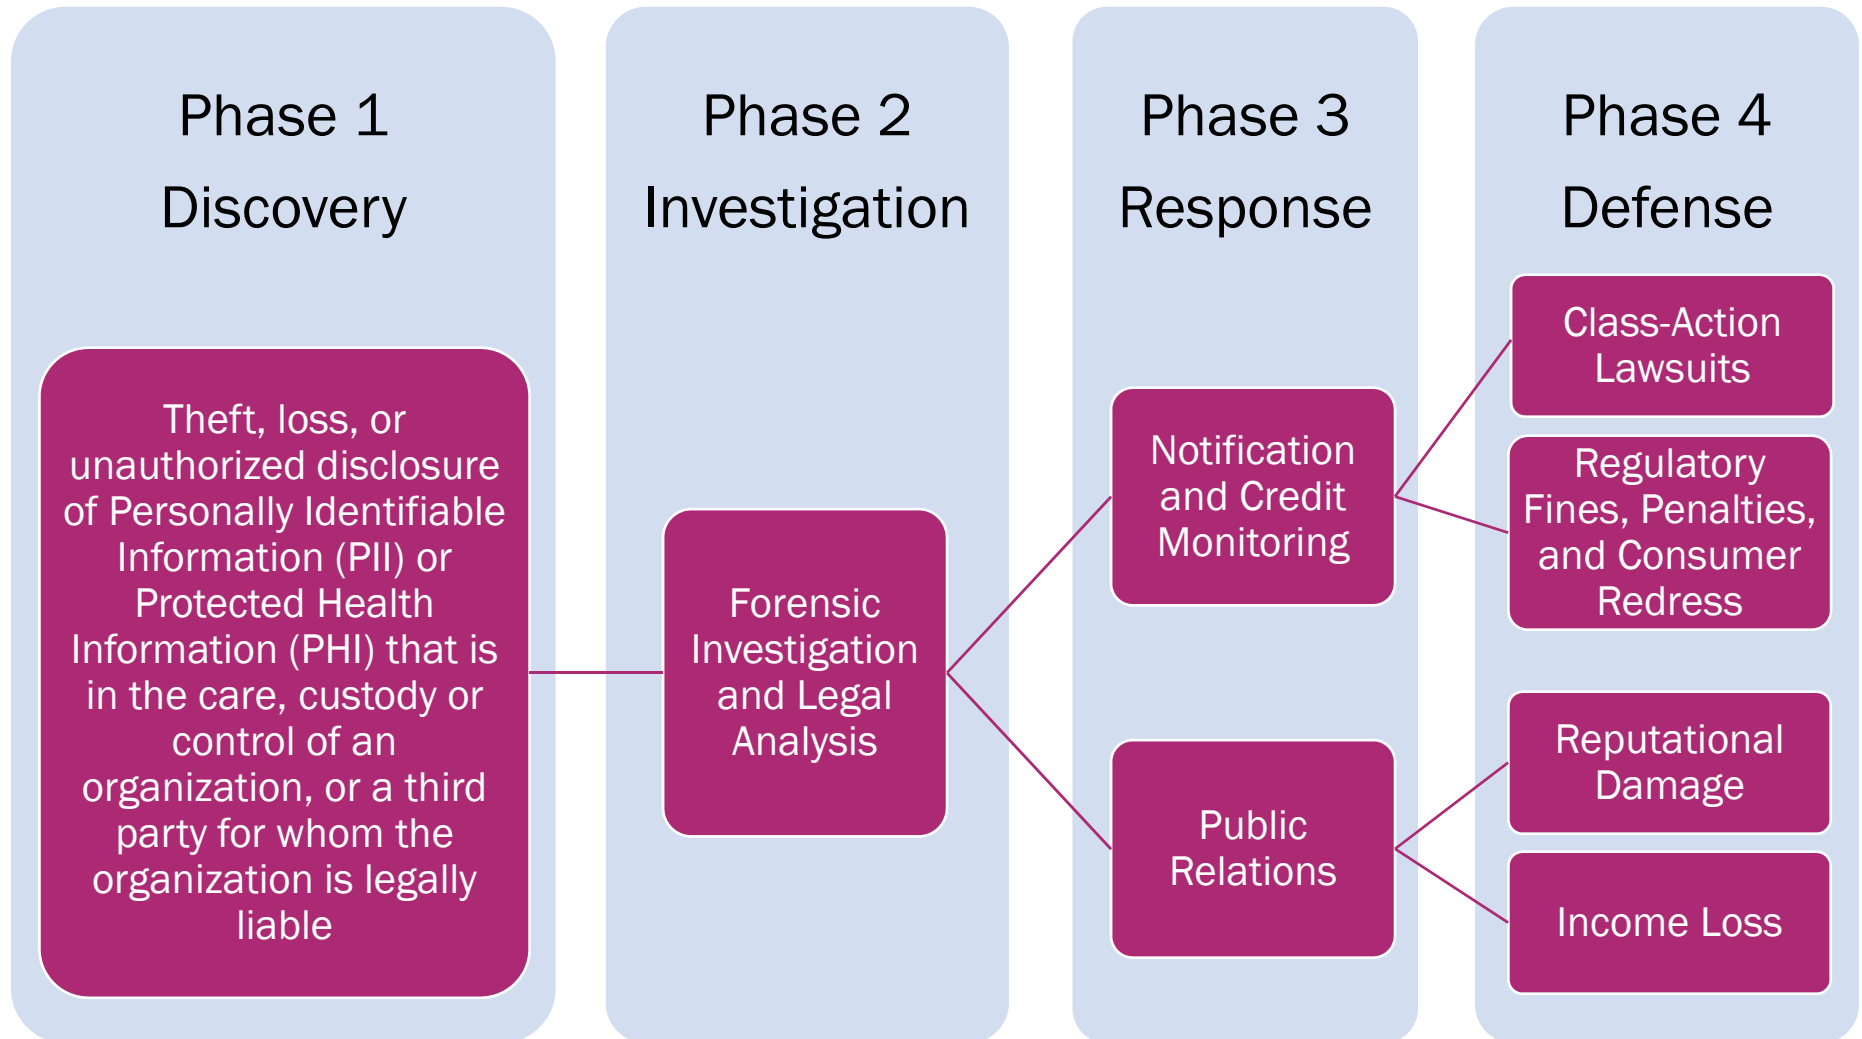 Phase 1
Discovery
Theft, loss, or
unauthorized disclosure
of Personally Identifiable
Information (PII) or
Protected Health
Information (PHI) that is
in the care, custody or
control of an
organization, or a third
party for whom the
organization is legally
liable
Phase 2
Investigation
Forensic
Investigation
and Legal
Analysis
Phase 3
Response
Notification
and Credit
Monitoring
Public
Relations
Phase 4
Defense
Class-Action
Lawsuits
Regulatory
Fines, Penalties,
and Consumer
Redress
Reputational
Damage
Income Loss